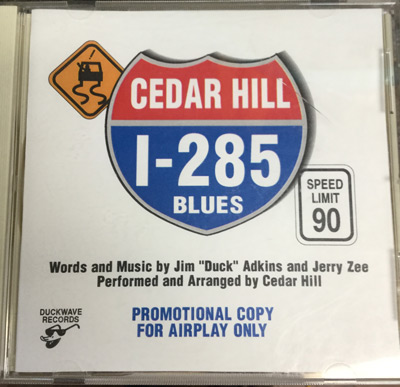 CEDAR HILL
I-285
BLUES
SPEED
LIMIT
90
Words and Music by Jim "Duck" Adkins and Jerry Zee
Performed and Arranged by Cedar Hill
DUCKWAVE
RECORDS
PROMOTIONAL COPY
FOR AIRPLAY ONLY